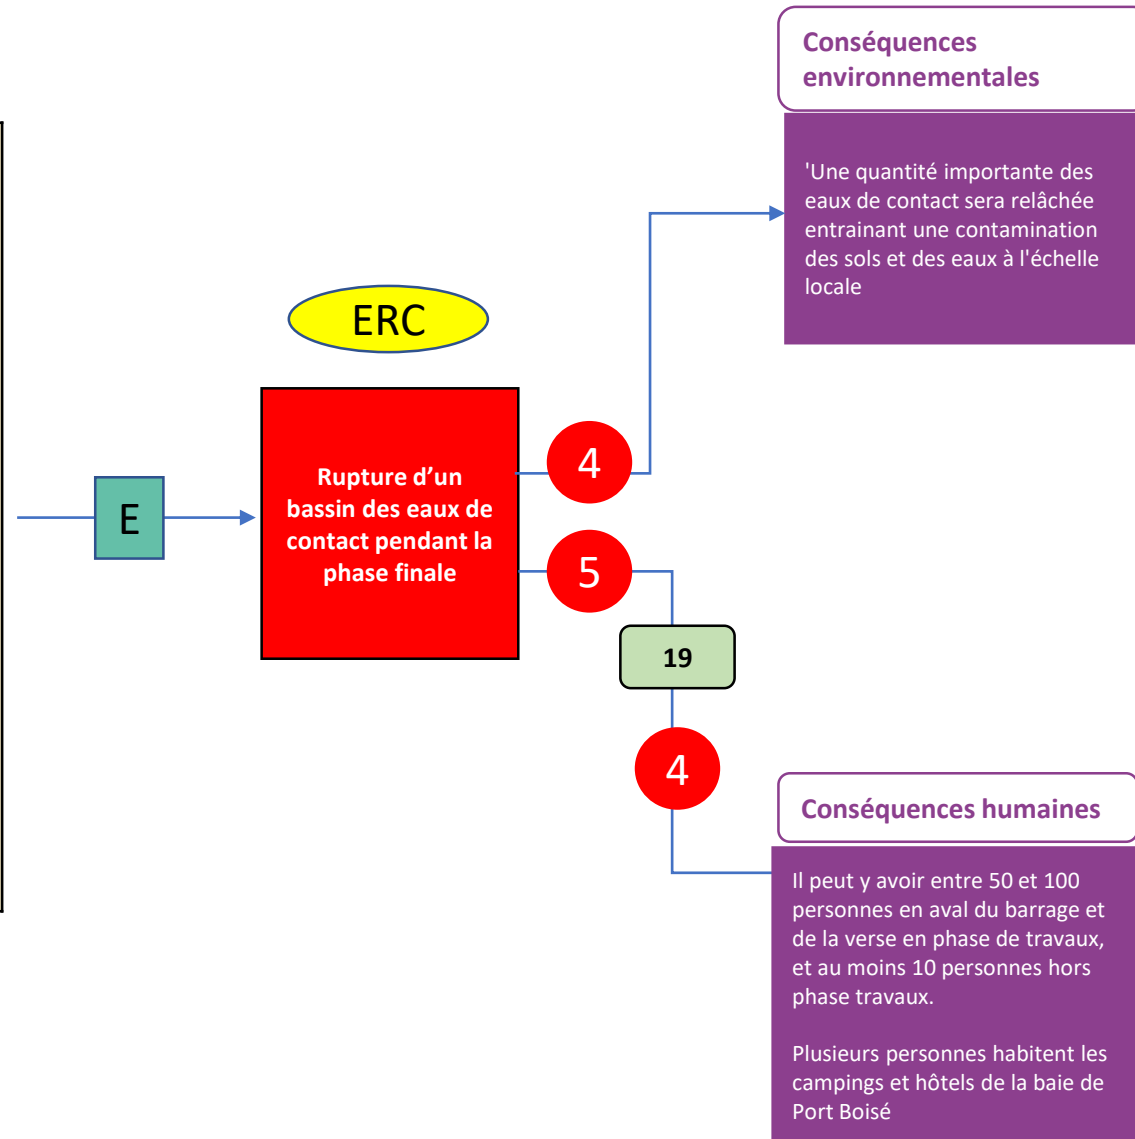 Conséquences
environnementales
'Une quantité importante des
eaux de contact sera relâchée
entrainant une contamination
des sols et des eaux à l'échelle
locale
ERC
E
Rupture d’un
bassin des eaux de
contact pendant la
phase finale
4
5
19
4
Conséquences humaines
Il peut y avoir entre 50 et 100
personnes en aval du barrage et
de la verse en phase de travaux,
et au moins 10 personnes hors
phase travaux.
Plusieurs personnes habitent les
campings et hôtels de la baie de
Port Boisé